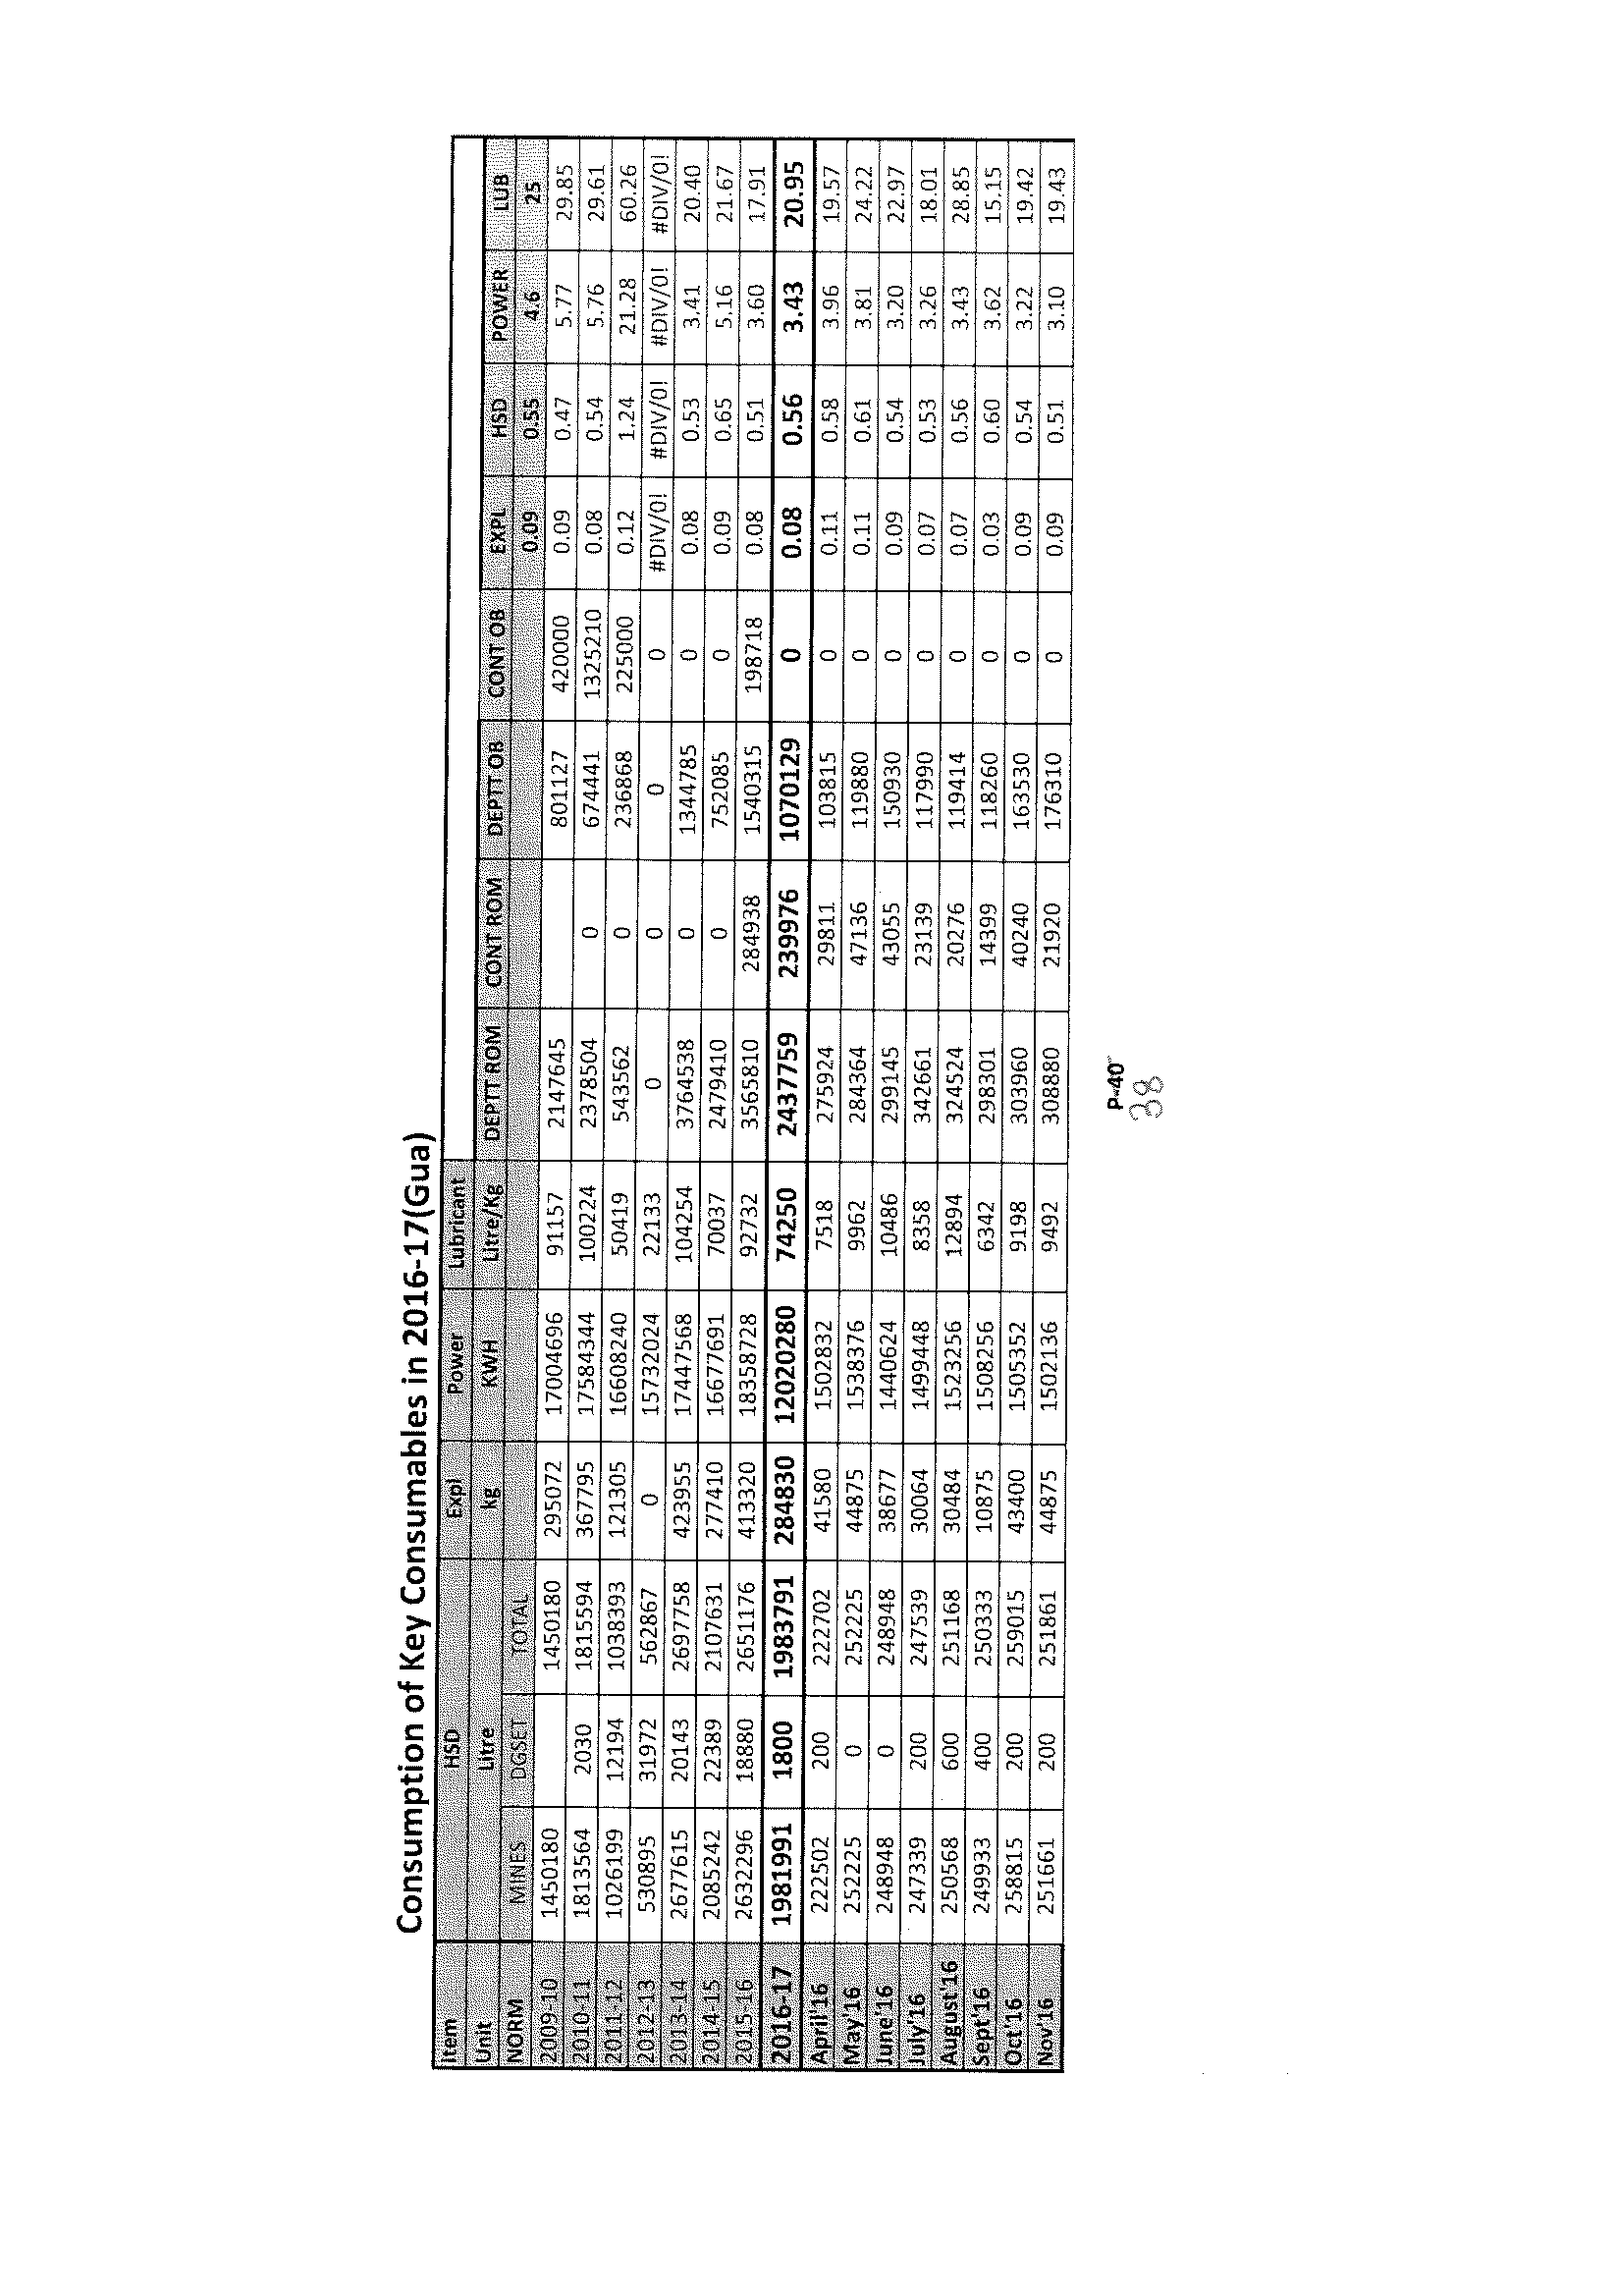 Consumption of Key Consumables in 2016-17(Gua)
Item HSD Expl Power Lubricant
Unit Litre kg KWH Litre/Kg DEPTT ROM CONT ROM DEPTT OB CONT OB EXPL HSD POWER LUB
NORM MINES DGSET TOTAL 0.09 0.55 4.6 25
2009-10 1450180 1450180 295072 17004696 91157 2147645 801127 420000 0.09 0.47 5.77 29.85
2010-11 1813564 2030 1815594 367795 17584344 100224 2378504 0 674441 1325210 0.08 0.54 5.76 29.61
2011-12 1026199 12194 1038393 121305 16608240 50419 543562 0 236868 225000 0.12 1.24 21.28 60.26
2012-13 530895 31972 562867 0 15732024 22133 0 0 0 0 #DIV/0! #DIV/0! #DIV/0! #DIV/0!
2013-14 2677615 20143 2697758 423955 17447568 104254 3764538 0 1344785 0 0.08 0.53 3.41 20.40
2014-15 2085242 22389 2107631 277410 16677691 70037 2479410 0 752085 0 0.09 0.65 5.16 21.67
2015-16 2632296 18880 2651176 413320 18358728 92732 3565810 284938 1540315 198718 0.08 0.51 3.60 17.91
2016-17 1981991 1800 1983791 284830 12020280 74250 2437759 239976 1070129 0 0.08 0.56 3.43 20.95
April'16 222502 200 222702 41580 1502832 7518 275924 29811 103815 0 0.11 0.58 3.96 19.57
May'16 252225 0 252225 44875 1538376 9962 284364 47136 119880 0 0.11 0.61 3.81 24.22
June'16 248948 0 248948 38677 1440624 10486 299145 43055 150930 0 0.09 0.54 3.20 22.97
July'16 247339 200 247539 30064 1499448 8358 342661 23139 117990 0 0.07 0.53 3.26 18.01
August'16 250568 600 251168 30484 1523256 12894 324524 20276 119414 0 0.07 0.56 3.43 28.85
Sept'16 249933 400 250333 10875 1508256 6342 298301 14399 118260 0 0.03 0.60 3.62 15.15
Oct'16 258815 200 259015 43400 1505352 9198 303960 40240 163530 0 0.09 0.54 3.22 19.42
Nov'16 251661 200 251861 44875 1502136 9492 308880 21920 176310 0 0.09 0.51 3.10 19.43
P-40
38